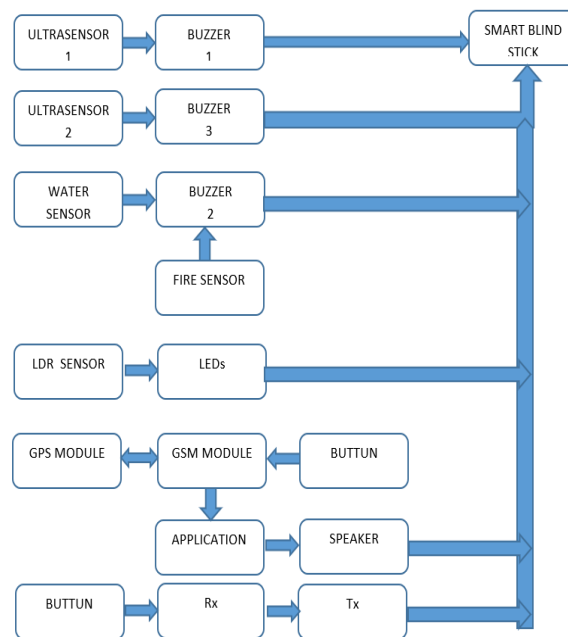 ULTRASENSOR
1
BUZZER
1
SMART BLIND
STICK
ULTRASENSOR
2
BUZZER
3
WATER
SENSOR
BUZZER
2
FIRE SENSOR
LDR SENSOR
LEDs
GPS MODULE
GSM MODULE
BUTTUN
APPLICATION
SPEAKER
BUTTUN
Rx
Tx